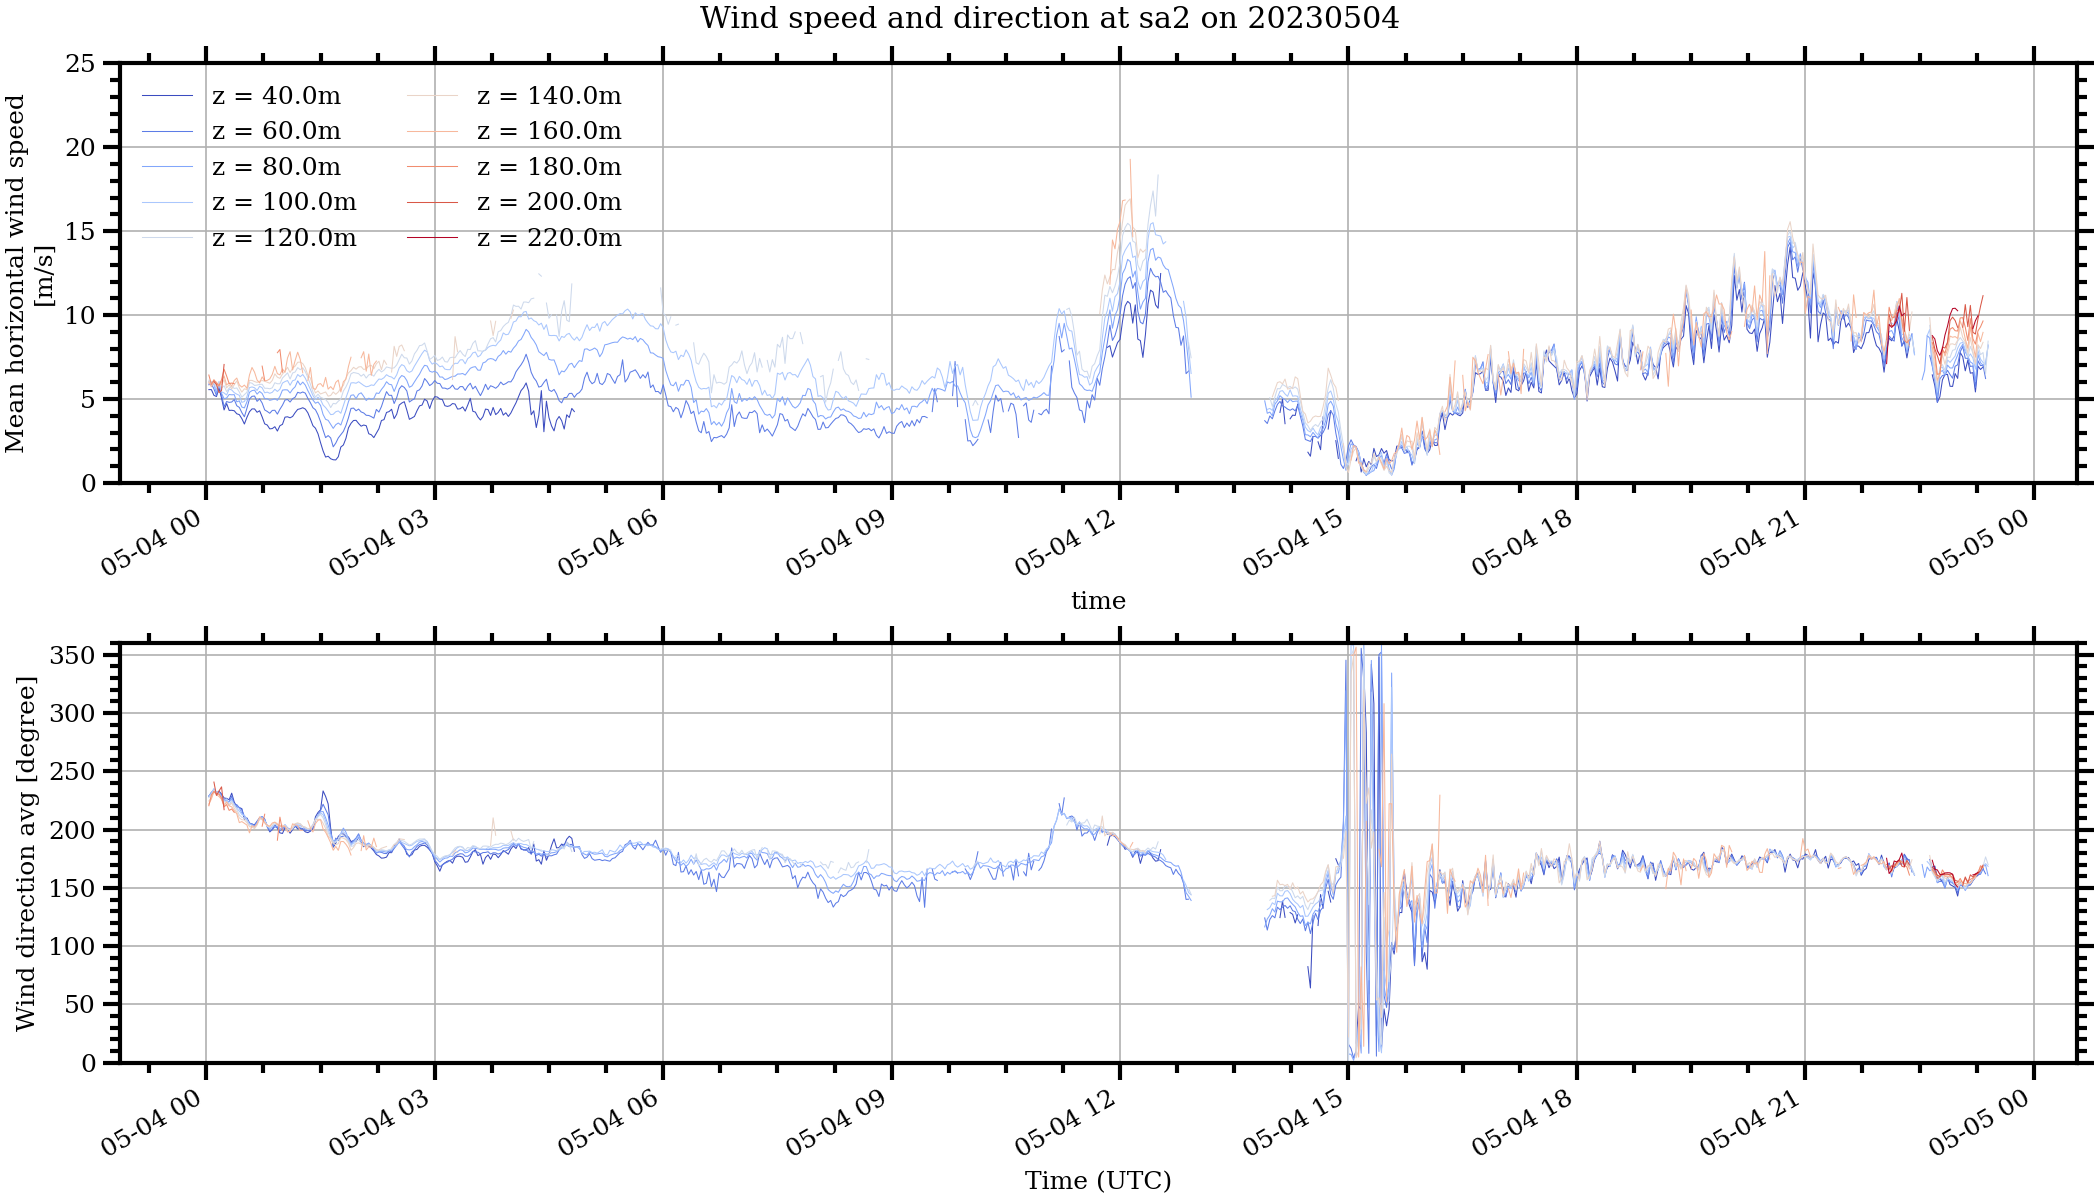 Wind speed and direction at sa2 on 20230504
Mean horizontal wind speed
[m/s]
25
20
15
10
5
0
z = 40.0m
z = 60.0m
z = 80.0m
z = 100.0m
z = 120.0m
z = 140.0m
z = 160.0m
z = 180.0m
z = 200.0m
z = 220.0m
05-04 00
05-04 03
05-04 06
05-04 09
05-04 12
05-04 15
05-04 18
05-04 21
05-05 00
time
Wind direction avg [degree]
350
300
250
200
150
100
50
0
05-04 00
05-04 03
05-04 06
05-04 09
05-04 12
05-04 15
05-04 18
05-04 21
05-05 00
Time (UTC)